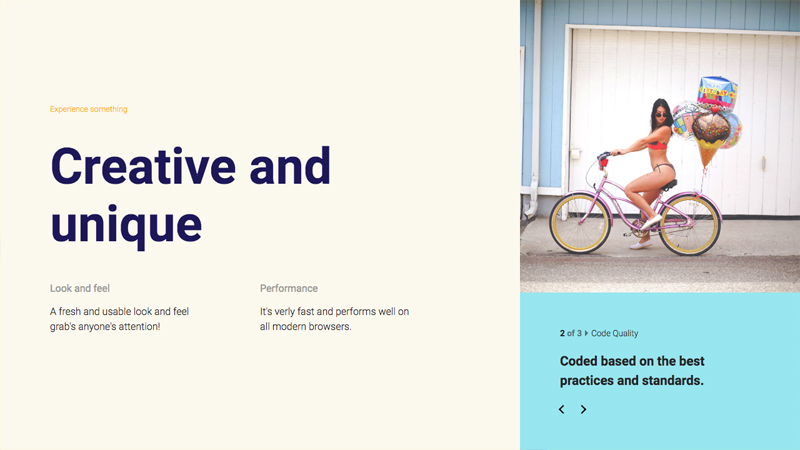 Experience something
Creative and
unique
Look and feel
A fresh and usable look and feel
grab's anyone's attention!
Performance
It's verly fast and performs well on
all modern browsers.
2 of 3 Code Quality
Coded based on the best
practices and standards.